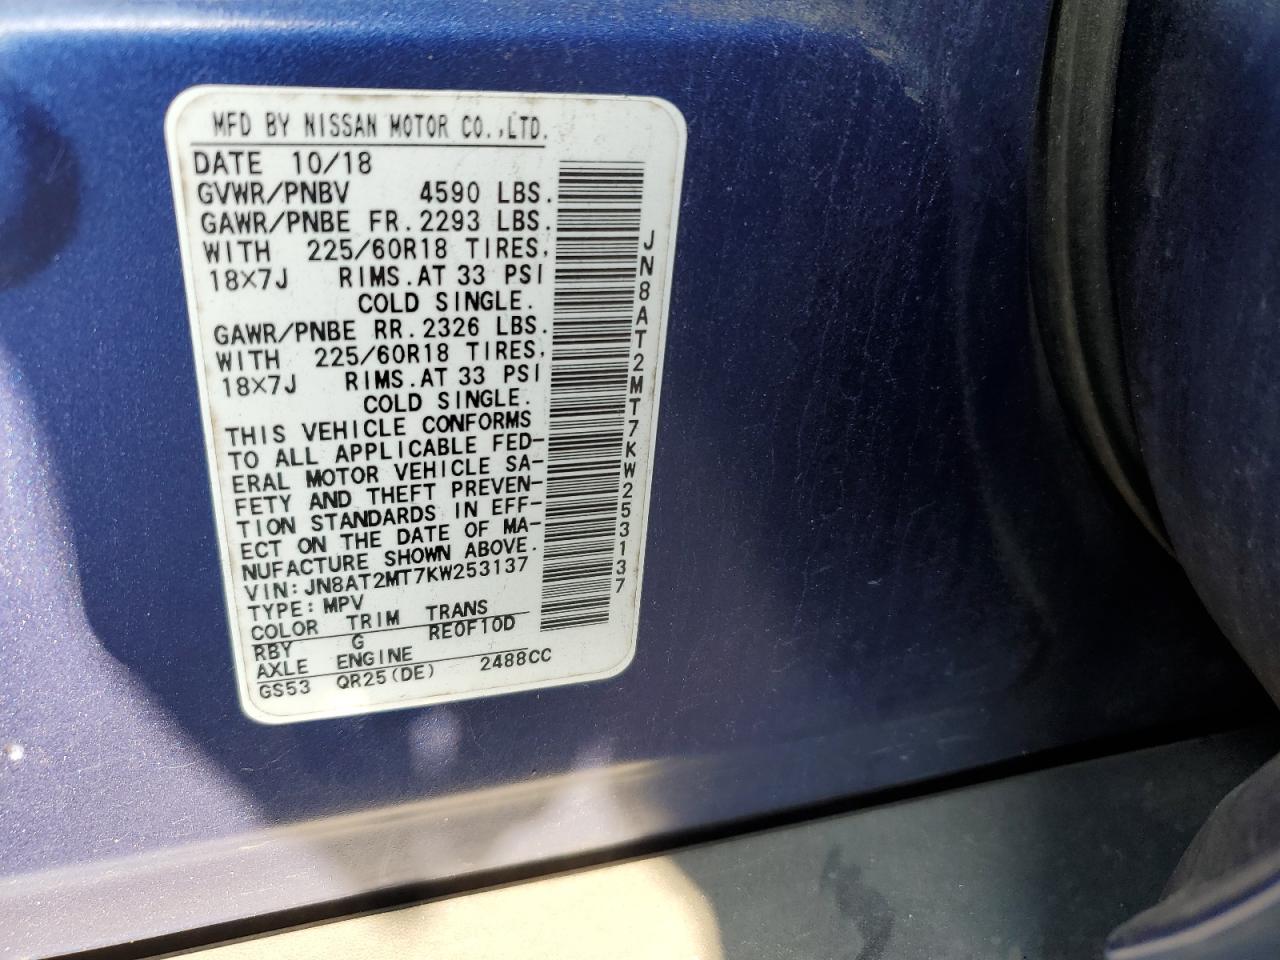 MFD BY NISSAN MOTOR CO.,LTD.
DATE 10/18
GVWR/PNBV 4590 LBS.
GAWR/PNBE FR.2293 LBS.
WITH 225/60R18 TIRES,
18X7J RIMS.AT 33 PSI
COLD SINGLE.
GAWR/PNBE RR.2326 LBS.
WITH 225/60R18 TIRES,
18X7J RIMS.AT 33 PSI
COLD SINGLE.
THIS VEHICLE CONFORMS
TO ALL APPLICABLE FED-
ERAL MOTOR VEHICLE SA-
FETY AND THEFT PREVEN-
TION STANDARDS IN EFF-
ECT ON THE DATE OF MA-
NUFACTURE SHOWN ABOVE.
VIN:JN8AT2MT7KW253137
TYPE:MPV
COLOR TRIM TRANS
RBY G RE0F10D
AXLE ENGINE
GS53 QR25(DE) 2488CC
JN8AT2MT7KW253137